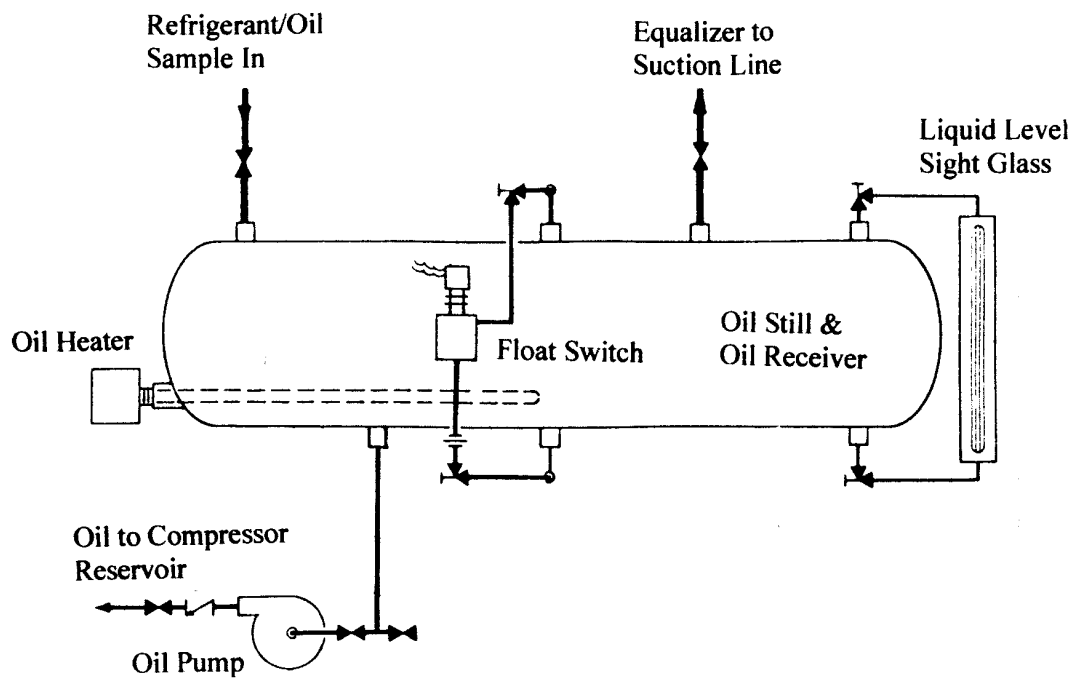 Refrigerant/Oil
Sample In
Equalizer to
Suction Line
Liquid Level
Sight Glass
Oil Heater
Float Switch
Oil Still &
Oil Receiver
Oil to Compressor
Reservoir
Oil Pump